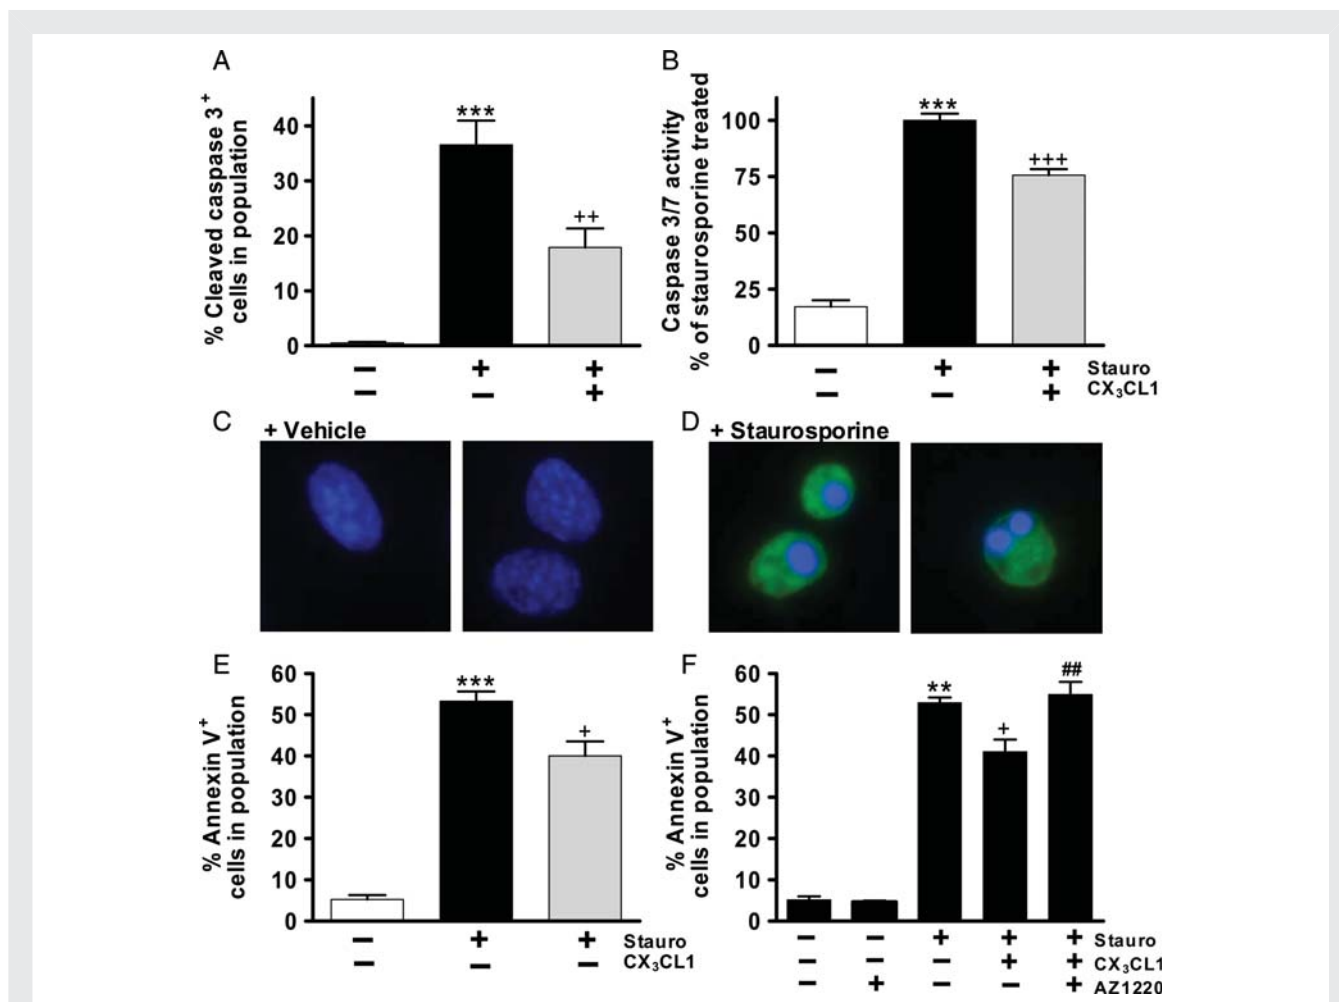 A
% Cleaved caspase 3⁺
cells in population
40
30
20
10
0
***
++
− + +
− − +
B
Caspase 3/7 activity
% of staurosporine treated
100
75
50
25
0
***
+++
− + + Stauro
− − + CX₃CL1
C
+ Vehicle
D
+ Staurosporine
E
% Annexin V⁺
cells in population
60
50
40
30
20
10
0
***
+
− + + Stauro
− − − CX₃CL1
F
% Annexin V⁺
cells in population
60
50
40
30
20
10
0
**
+
##
− − + + + Stauro
− − − + + CX₃CL1
− + − − + AZ1220